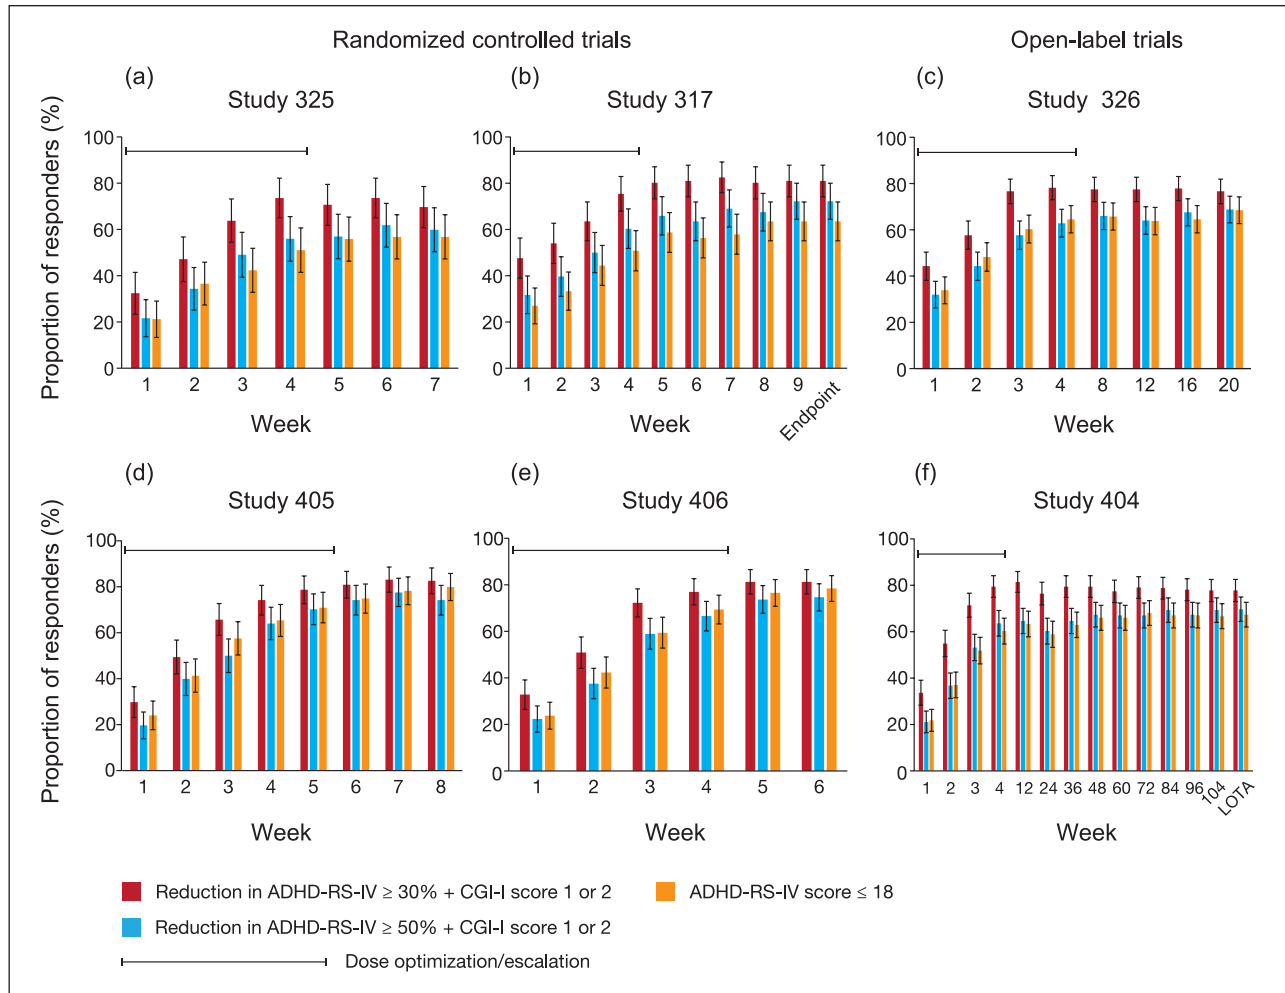 Randomized controlled trials
Open-label trials
(a)
Study 325
Proportion of responders (%)
100
80
60
40
20
0
1 2 3 4 5 6 7
Week
(b)
Study 317
100
80
60
40
20
0
1 2 3 4 5 6 7 8 9 Endpoint
Week
(c)
Study 326
100
80
60
40
20
0
1 2 3 4 8 12 16 20
Week
(d)
Study 405
Proportion of responders (%)
100
80
60
40
20
0
1 2 3 4 5 6 7 8
Week
(e)
Study 406
100
80
60
40
20
0
1 2 3 4 5 6
Week
(f)
Study 404
100
80
60
40
20
0
1 2 3 4 12 24 36 48 60 72 84 96 104 LOTA
Week
Reduction in ADHD-RS-IV ≥ 30% + CGI-I score 1 or 2
ADHD-RS-IV score ≤ 18
Reduction in ADHD-RS-IV ≥ 50% + CGI-I score 1 or 2
Dose optimization/escalation